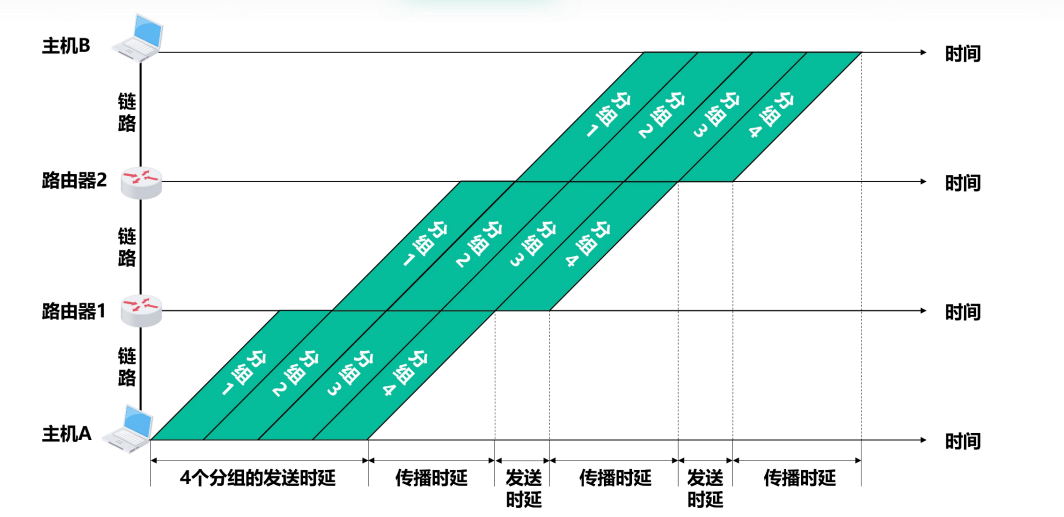 主机B
时间
链
路
分组1
分组2
分组3
分组4
路由器2
时间
链
路
分组1
分组2
分组3
分组4
路由器1
时间
链
路
分组1
分组2
分组3
分组4
主机A
时间
4个分组的发送时延
传播时延
发送
时延
传播时延
发送
时延
传播时延